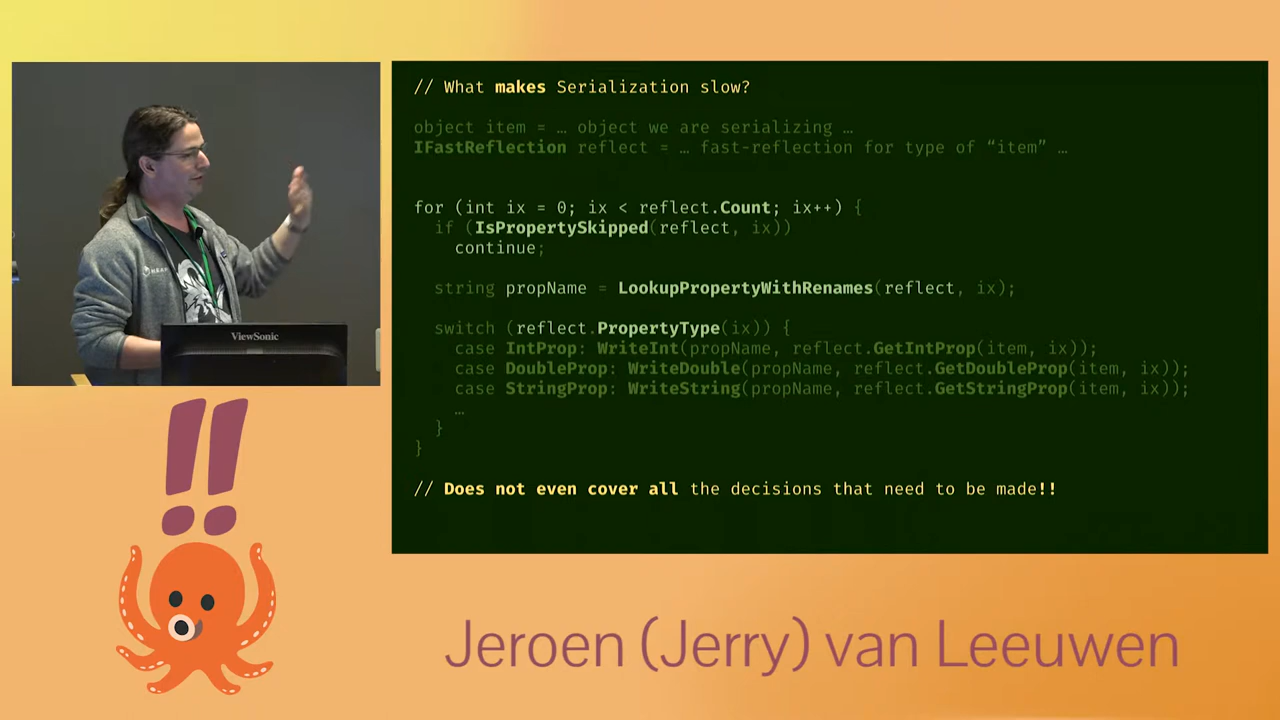 // What makes Serialization slow?
object item = … object we are serializing …
IFastReflection reflect = … fast-reflection for type of “item” …
for (int ix = 0; ix < reflect.Count; ix++) {
if (IsPropertySkipped(reflect, ix))
continue;
string propName = LookupPropertyWithRenames(reflect, ix);
switch (reflect.PropertyType(ix)) {
case IntProp: WriteInt(propName, reflect.GetIntProp(item, ix));
case DoubleProp: WriteDouble(propName, reflect.GetDoubleProp(item, ix));
case StringProp: WriteString(propName, reflect.GetStringProp(item, ix));
…
}
}
// Does not even cover all the decisions that need to be made!!
ViewSonic
!!
Jeroen (Jerry) van Leeuwen